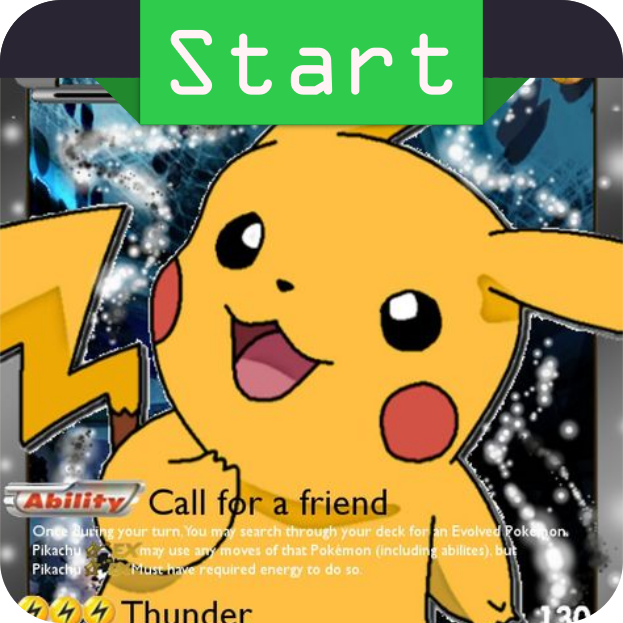 Start
Ability Call for a friend
Once during your turn. You may search through your deck for an Evolved Pokémon.
Pikachu EX may use any moves of that Pokémon (including abilites), but
Pikachu Must have required energy to do so.
Thunder 130